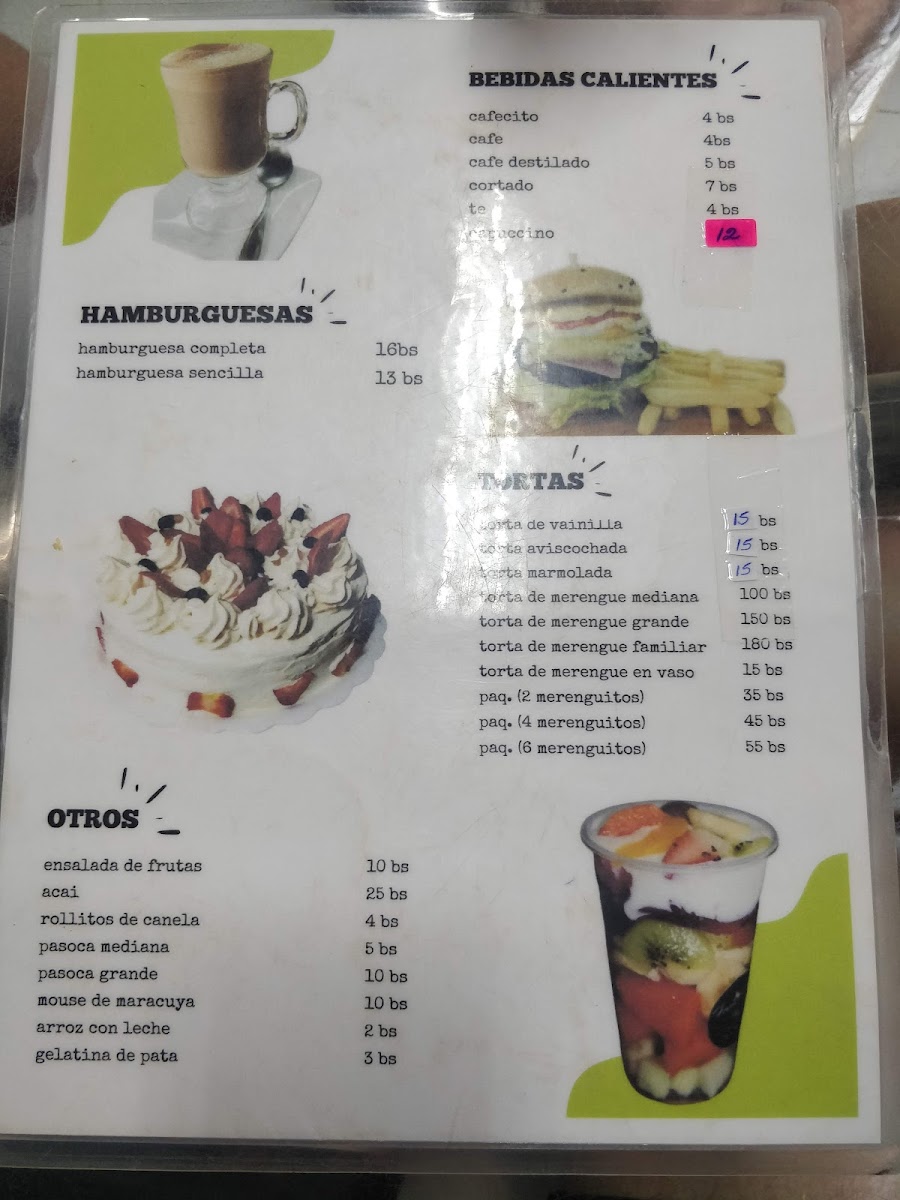 BEBIDAS CALIENTES
cafecito 4 bs
cafe 4bs
cafe destilado 5 bs
cortado 7 bs
te 4 bs
capuccino 12
HAMBURGUESAS
hamburguesa completa 16bs
hamburguesa sencilla 13 bs
TORTAS
torta de vainilla 15 bs
torta aviscochada 15 bs
torta marmolada 15 bs
torta de merengue mediana 100 bs
torta de merengue grande 150 bs
torta de merengue familiar 180 bs
torta de merengue en vaso 15 bs
paq. (2 merenguitos) 35 bs
paq. (4 merenguitos) 45 bs
paq. (6 merenguitos) 55 bs
OTROS
ensalada de frutas 10 bs
acai 25 bs
rollitos de canela 4 bs
pasoca mediana 5 bs
pasoca grande 10 bs
mouse de maracuya 10 bs
arroz con leche 2 bs
gelatina de pata 3 bs